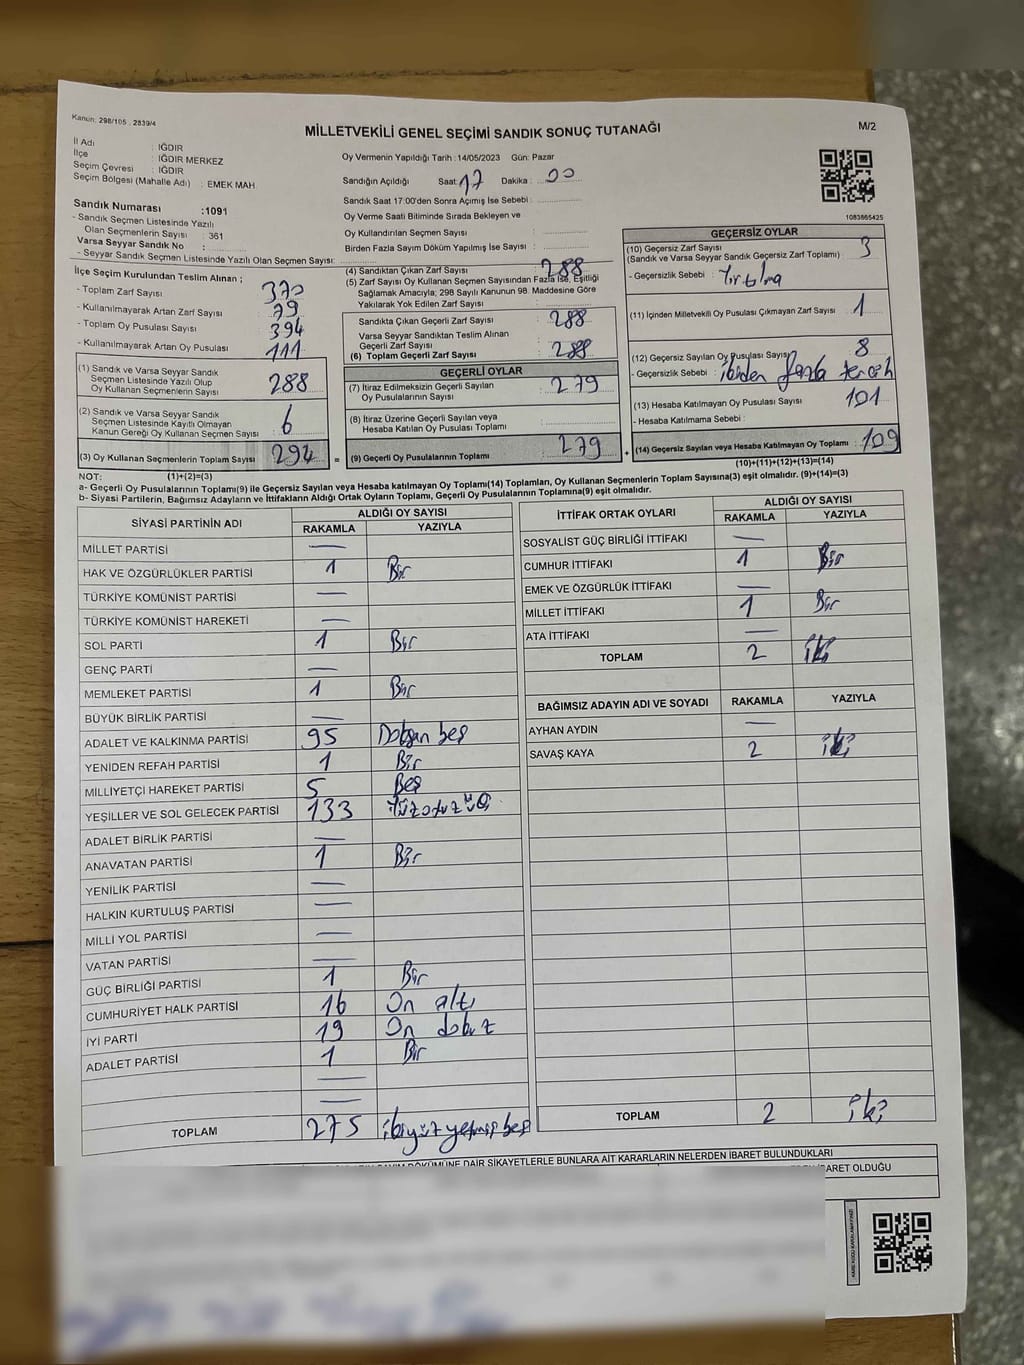 Kanun: 298/105 . 2839/4
MİLLETVEKİLİ GENEL SEÇİMİ SANDIK SONUÇ TUTANAĞI
M/2
İl Adı : IĞDIR
İlçe : IĞDIR MERKEZ
Seçim Çevresi : IĞDIR
Seçim Bölgesi (Mahalle Adı) : EMEK MAH
Oy Vermenin Yapıldığı Tarih : 14/05/2023 Gün: Pazar
Sandığın Açıldığı Saat: 17 Dakika : 00
Sandık Saat 17:00'den Sonra Açılmış İse Sebebi :
Oy Verme Saati Bitiminde Sırada Bekleyen ve
Oy Kullandırılan Seçmen Sayısı :
Birden Fazla Sayım Döküm Yapılmış İse Sayısı :
1083865425
Sandık Numarası :1091
- Sandık Seçmen Listesinde Yazılı
Olan Seçmenlerin Sayısı : 361
Varsa Seyyar Sandık No :
- Seyyar Sandık Seçmen Listesinde Yazılı Olan Seçmen Sayısı:
İlçe Seçim Kurulundan Teslim Alınan ;
- Toplam Zarf Sayısı : 370
- Kullanılmayarak Artan Zarf Sayısı : 79
- Toplam Oy Pusulası Sayısı : 394
- Kullanılmayarak Artan Oy Pusulası : 111
(1) Sandık ve Varsa Seyyar Sandık
Seçmen Listesinde Yazılı Olup
Oy Kullanan Seçmenlerin Sayısı : 288
(2) Sandık ve Varsa Seyyar Sandık
Seçmen Listesinde Kayıtlı Olmayan
Kanun Gereği Oy Kullanan Seçmen Sayısı : 6
(3) Oy Kullanan Seçmenlerin Toplam Sayısı : 294 =
(4) Sandıktan Çıkan Zarf Sayısı : 288
(5) Zarf Sayısı Oy Kullanan Seçmen Sayısından Fazla İse, Eşitliği
Sağlamak Amacıyla; 298 Sayılı Kanunun 98. Maddesine Göre
Yakılarak Yok Edilen Zarf Sayısı :
Sandıkta Çıkan Geçerli Zarf Sayısı : 288
Varsa Seyyar Sandıktan Teslim Alınan
Geçerli Zarf Sayısı :
(6) Toplam Geçerli Zarf Sayısı : 288
GEÇERLİ OYLAR
(7) İtiraz Edilmeksizin Geçerli Sayılan
Oy Pusulalarının Sayısı : 279
(8) İtiraz Üzerine Geçerli Sayılan veya
Hesaba Katılan Oy Pusulası Toplamı :
(9) Geçerli Oy Pusulalarının Toplamı : 279 +
GEÇERSİZ OYLAR
(10) Geçersiz Zarf Sayısı : 3
(Sandık ve Varsa Seyyar Sandık Geçersiz Zarf Toplamı)
- Geçersizlik Sebebi : Yırtılma
(11) İçinden Milletvekili Oy Pusulası Çıkmayan Zarf Sayısı : 1
(12) Geçersiz Sayılan Oy Pusulası Sayısı : 8
- Geçersizlik Sebebi : ibirden fazla tercih
(13) Hesaba Katılmayan Oy Pusulası Sayısı : 101
- Hesaba Katılmama Sebebi :
(14) Geçersiz Sayılan veya Hesaba Katılmayan Oy Toplamı : 109
NOT: (1)+(2)=(3)
(10)+(11)+(12)+(13)=(14)
a- Geçerli Oy Pusulalarının Toplamı(9) ile Geçersiz Sayılan veya Hesaba katılmayan Oy Toplamı(14) Toplamları, Oy Kullanan Seçmenlerin Toplam Sayısına(3) eşit olmalıdır. (9)+(14)=(3)
b- Siyasi Partilerin, Bağımsız Adayların ve İttifakların Aldığı Ortak Oyların Toplamı, Geçerli Oy Pusulalarının Toplamına(9) eşit olmalıdır.
SİYASİ PARTİNİN ADI
ALDIĞI OY SAYISI
RAKAMLA YAZIYLA
MİLLET PARTİSİ —
HAK VE ÖZGÜRLÜKLER PARTİSİ 1 Bir
TÜRKİYE KOMÜNİST PARTİSİ —
TÜRKİYE KOMÜNİST HAREKETİ —
SOL PARTİ 1 Bir
GENÇ PARTİ —
MEMLEKET PARTİSİ 1 Bir
BÜYÜK BİRLİK PARTİSİ —
ADALET VE KALKINMA PARTİSİ 95 Doksan beş
YENİDEN REFAH PARTİSİ 1 Bir
MİLLİYETÇİ HAREKET PARTİSİ 5 Beş
YEŞİLLER VE SOL GELECEK PARTİSİ 133 Yüzotuzüç
ADALET BİRLİK PARTİSİ —
ANAVATAN PARTİSİ 1 Bir
YENİLİK PARTİSİ —
HALKIN KURTULUŞ PARTİSİ —
MİLLİ YOL PARTİSİ —
VATAN PARTİSİ —
GÜÇ BİRLİĞİ PARTİSİ 1 Bir
CUMHURİYET HALK PARTİSİ 16 On altı
İYİ PARTİ 19 On dokuz
ADALET PARTİSİ 1 Bir
—
—
TOPLAM 275 ikiyüzyetmiş beş
İTTİFAK ORTAK OYLARI
ALDIĞI OY SAYISI
RAKAMLA YAZIYLA
SOSYALİST GÜÇ BİRLİĞİ İTTİFAKI —
CUMHUR İTTİFAKI 1 Bir
EMEK VE ÖZGÜRLÜK İTTİFAKI —
MİLLET İTTİFAKI 1 Bir
ATA İTTİFAKI —
TOPLAM 2 iki
BAĞIMSIZ ADAYIN ADI VE SOYADI RAKAMLA YAZIYLA
AYHAN AYDIN —
SAVAŞ KAYA 2 iki
TOPLAM 2 iki
DÖKÜMÜNE DAİR ŞİKAYETLERLE BUNLARA AİT KARARLARIN NELERDEN İBARET BULUNDUKLARI
İBARET OLDUĞU